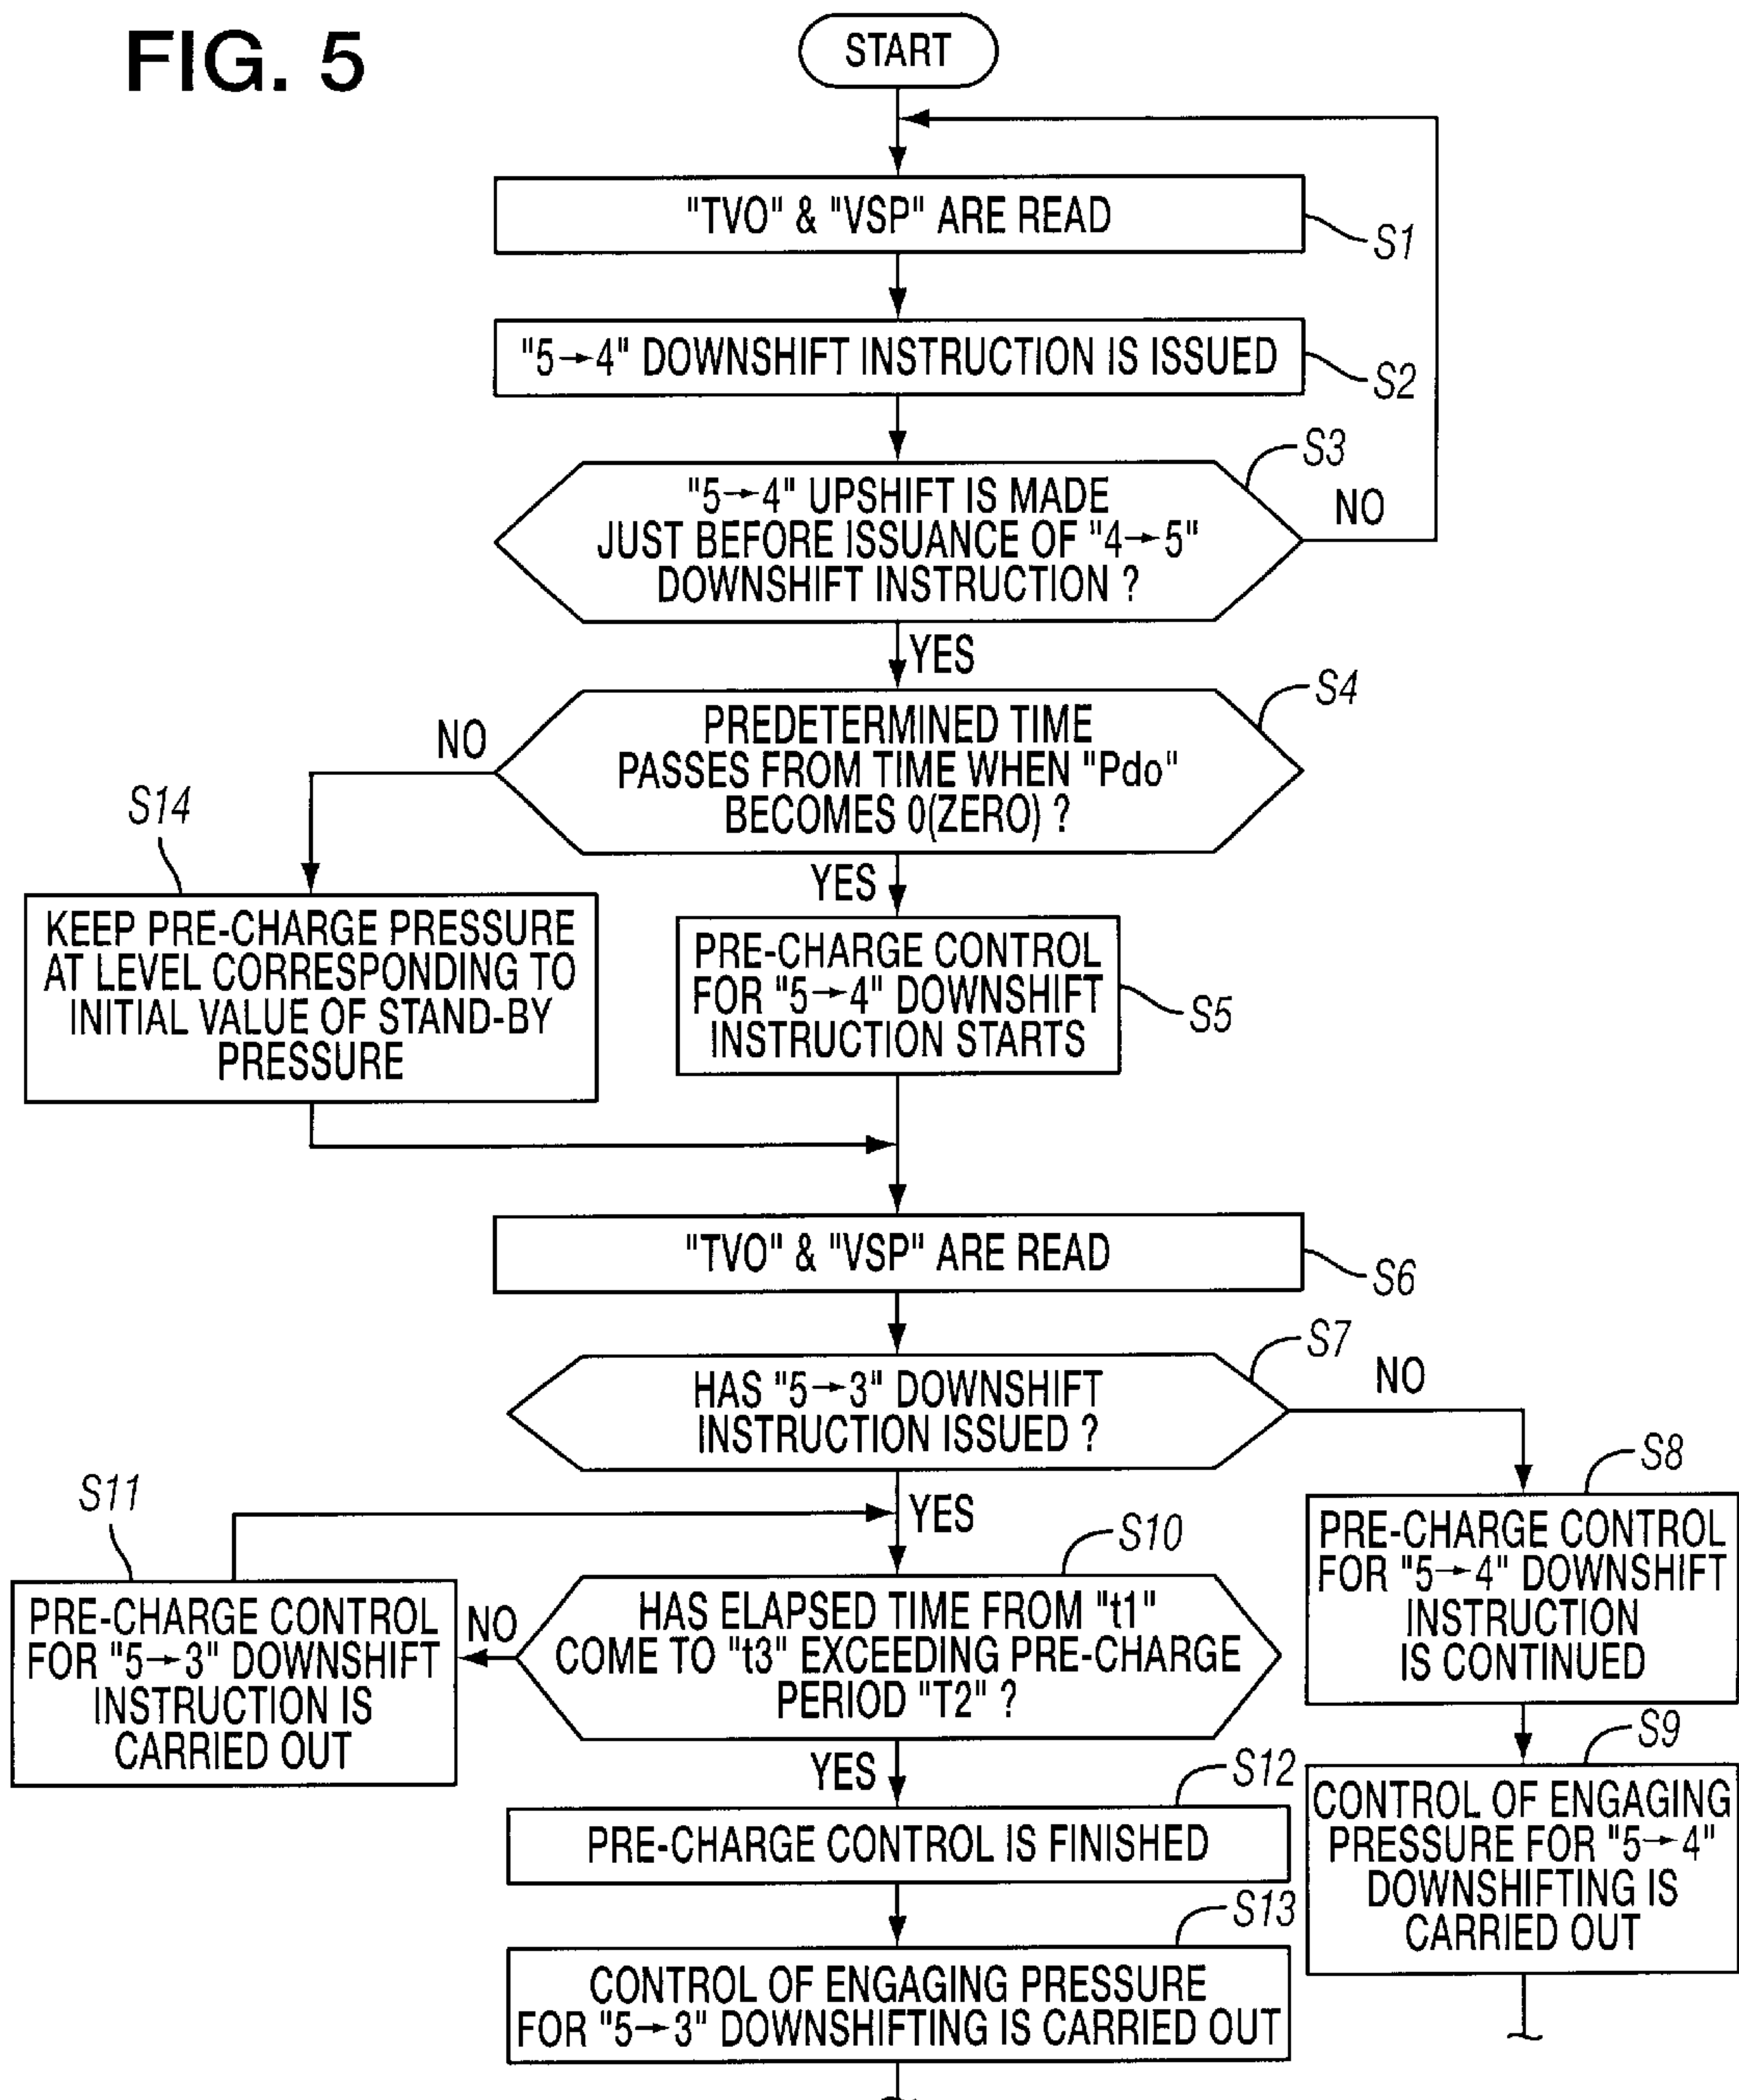 FIG. 5
START
"TVO" & "VSP" ARE READ
S1
"5→4" DOWNSHIFT INSTRUCTION IS ISSUED
S2
S3
"5→4" UPSHIFT IS MADE
JUST BEFORE ISSUANCE OF "4→5"
DOWNSHIFT INSTRUCTION ?
NO
YES
S4
PREDETERMINED TIME
PASSES FROM TIME WHEN "Pdo"
BECOMES 0(ZERO) ?
NO
YES
S14
KEEP PRE-CHARGE PRESSURE
AT LEVEL CORRESPONDING TO
INITIAL VALUE OF STAND-BY
PRESSURE
PRE-CHARGE CONTROL
FOR "5→4" DOWNSHIFT
INSTRUCTION STARTS
S5
"TVO" & "VSP" ARE READ
S6
S7
HAS "5→3" DOWNSHIFT
INSTRUCTION ISSUED ?
NO
YES
S8
PRE-CHARGE CONTROL
FOR "5→4" DOWNSHIFT
INSTRUCTION
IS CONTINUED
S9
CONTROL OF ENGAGING
PRESSURE FOR "5→4"
DOWNSHIFTING IS
CARRIED OUT
S10
HAS ELAPSED TIME FROM "t1"
COME TO "t3" EXCEEDING PRE-CHARGE
PERIOD "T2" ?
NO
S11
PRE-CHARGE CONTROL
FOR "5→3" DOWNSHIFT
INSTRUCTION IS
CARRIED OUT
YES
S12
PRE-CHARGE CONTROL IS FINISHED
S13
CONTROL OF ENGAGING PRESSURE
FOR "5→3" DOWNSHIFTING IS CARRIED OUT